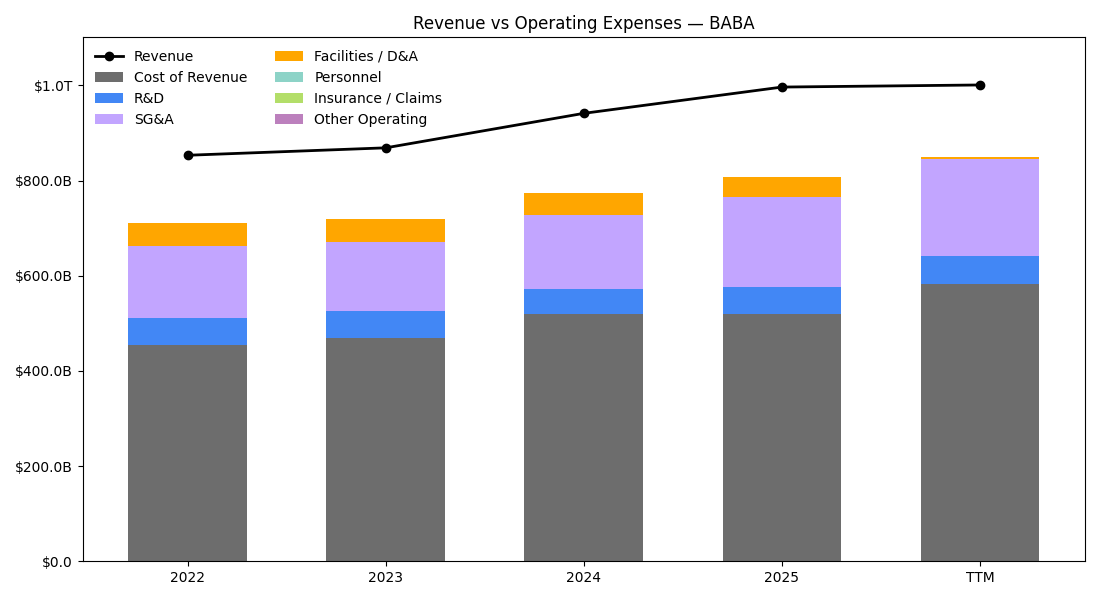 Revenue vs Operating Expenses — BABA
Revenue
Cost of Revenue
R&D
SG&A
Facilities / D&A
Personnel
Insurance / Claims
Other Operating
$1.0T
$800.0B
$600.0B
$400.0B
$200.0B
$0.0
2022 2023 2024 2025 TTM